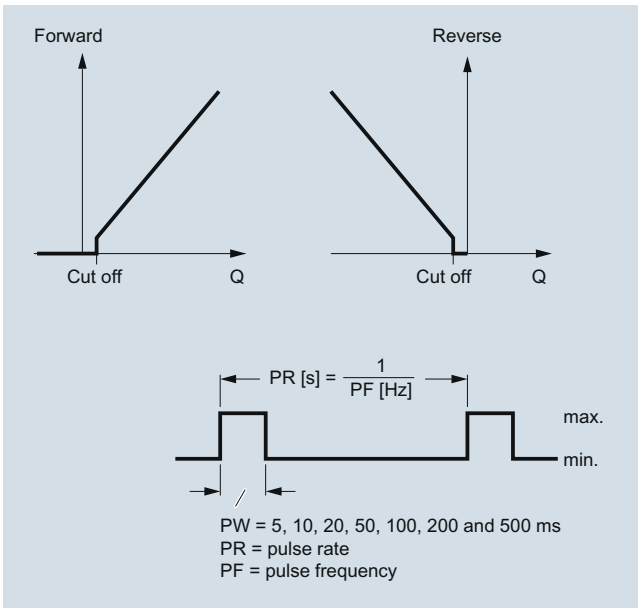 Forward
Reverse
Cut off
Q
Cut off
Q
PR [s] = 1 / PF [Hz]
max.
min.
PW = 5, 10, 20, 50, 100, 200 and 500 ms
PR = pulse rate
PF = pulse frequency